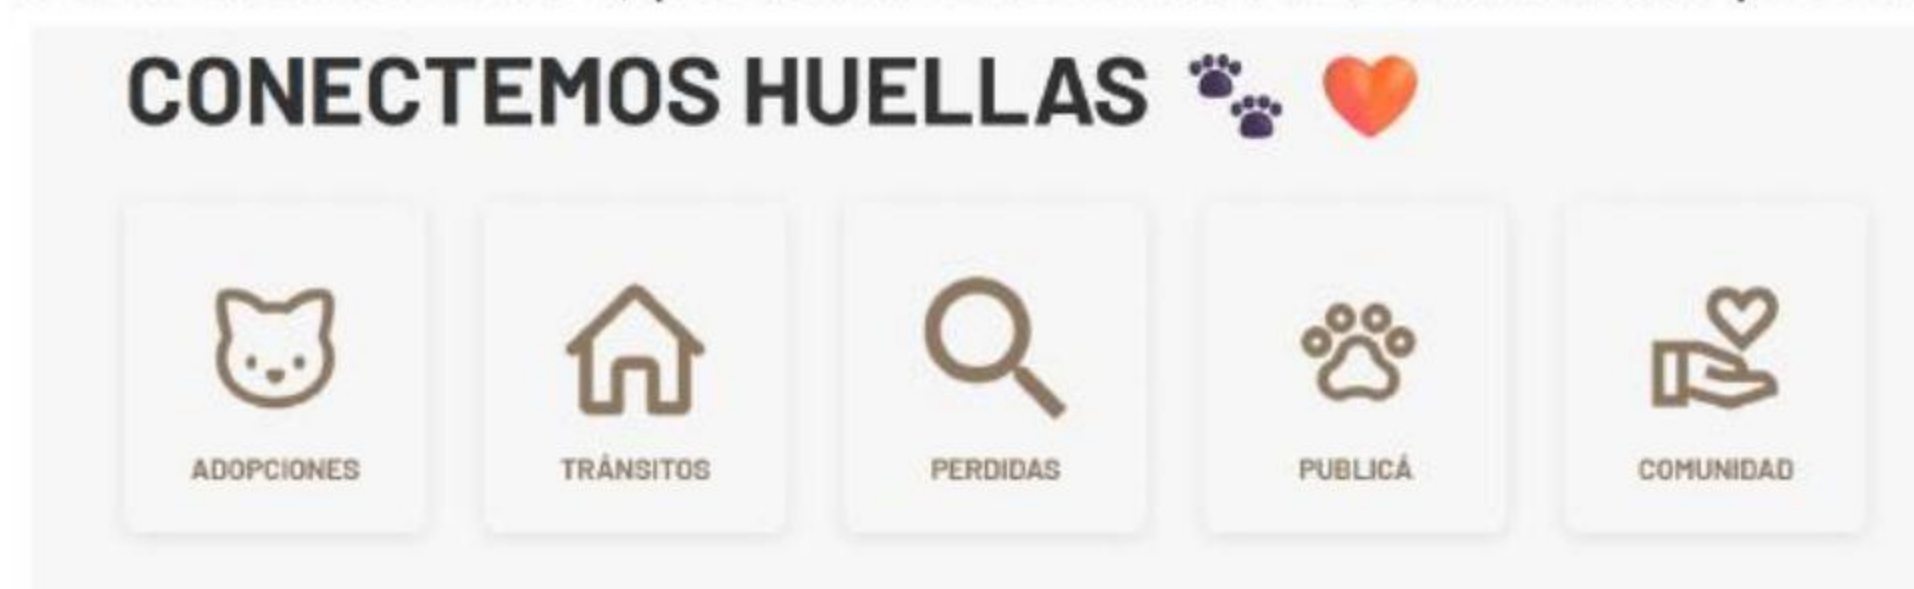 CONECTEMOS HUELLAS
ADOPCIONES
TRÁNSITOS
PERDIDAS
PUBLICÁ
COMUNIDAD